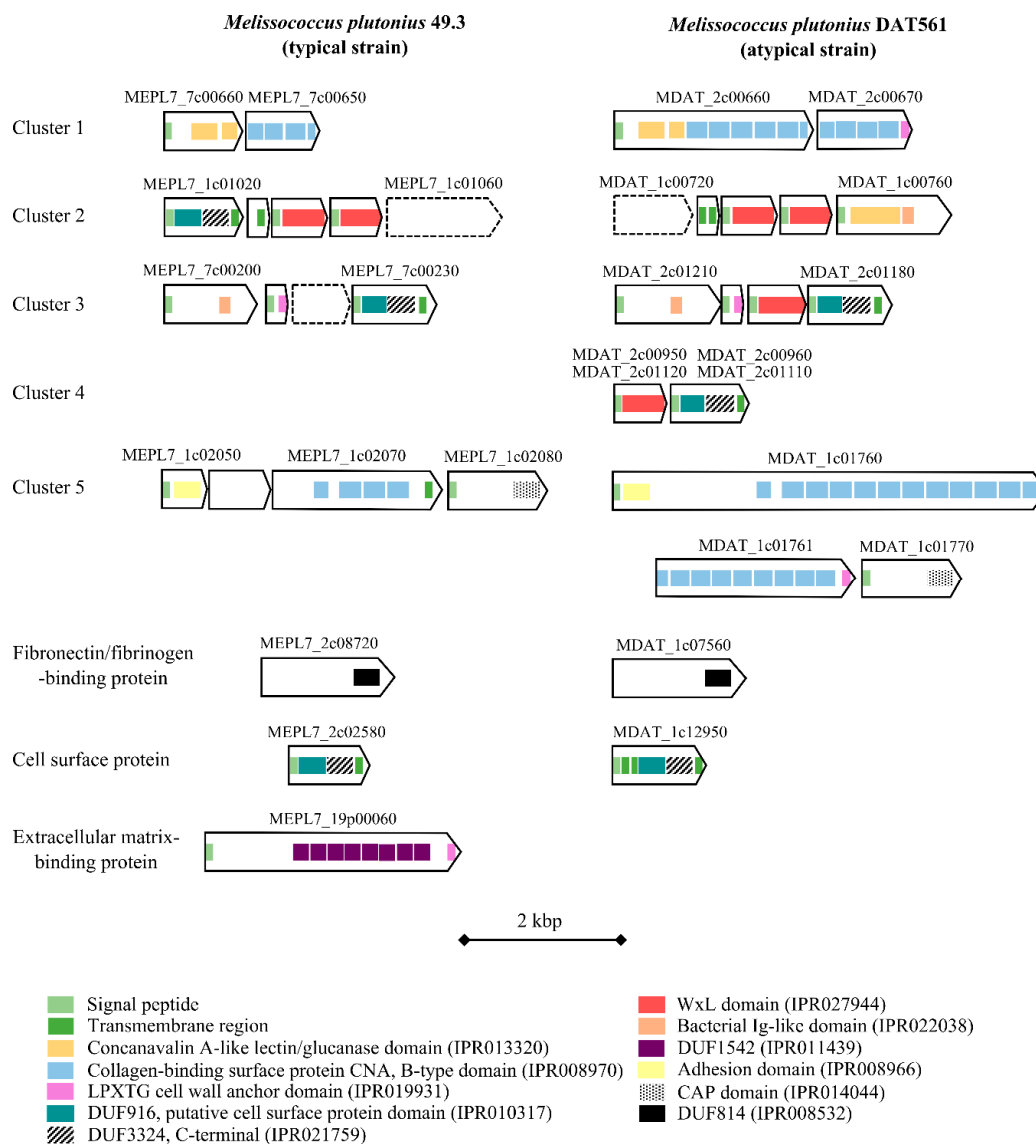 Melissococcus plutonius 49.3
(typical strain)
Melissococcus plutonius DAT561
(atypical strain)
MEPL7_7c00660 MEPL7_7c00650
MDAT_2c00660
MDAT_2c00670
Cluster 1
MEPL7_1c01020
MEPL7_1c01060
MDAT_1c00720
MDAT_1c00760
Cluster 2
MEPL7_7c00200
MEPL7_7c00230
MDAT_2c01210
MDAT_2c01180
Cluster 3
MDAT_2c00950
MDAT_2c01120
MDAT_2c00960
MDAT_2c01110
Cluster 4
MEPL7_1c02050
MEPL7_1c02070
MEPL7_1c02080
MDAT_1c01760
Cluster 5
MDAT_1c01761
MDAT_1c01770
Fibronectin/fibrinogen
-binding protein
MEPL7_2c08720
MDAT_1c07560
Cell surface protein
MEPL7_2c02580
MDAT_1c12950
Extracellular matrix-
binding protein
MEPL7_19p00060
2 kbp
Signal peptide
Transmembrane region
Concanavalin A-like lectin/glucanase domain (IPR013320)
Collagen-binding surface protein CNA, B-type domain (IPR008970)
LPXTG cell wall anchor domain (IPR019931)
DUF916, putative cell surface protein domain (IPR010317)
DUF3324, C-terminal (IPR021759)
WxL domain (IPR027944)
Bacterial Ig-like domain (IPR022038)
DUF1542 (IPR011439)
Adhesion domain (IPR008966)
CAP domain (IPR014044)
DUF814 (IPR008532)